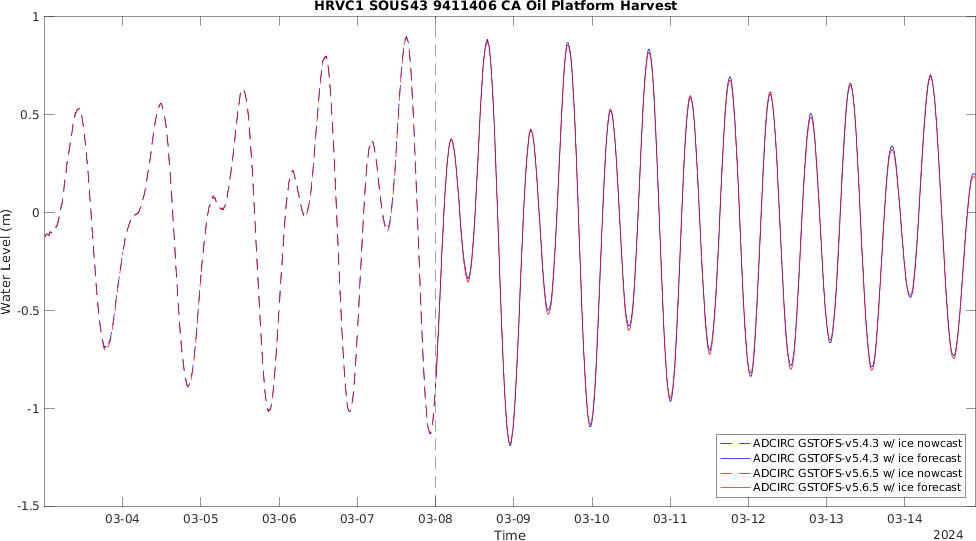 HRVC1 SOUS43 9411406 CA Oil Platform Harvest
1
0.5
0
-0.5
-1
-1.5
Water Level (m)
03-04 03-05 03-06 03-07 03-08 03-09 03-10 03-11 03-12 03-13 03-14
Time
2024
ADCIRC GSTOFS-v5.4.3 w/ ice nowcast
ADCIRC GSTOFS-v5.4.3 w/ ice forecast
ADCIRC GSTOFS-v5.6.5 w/ ice nowcast
ADCIRC GSTOFS-v5.6.5 w/ ice forecast